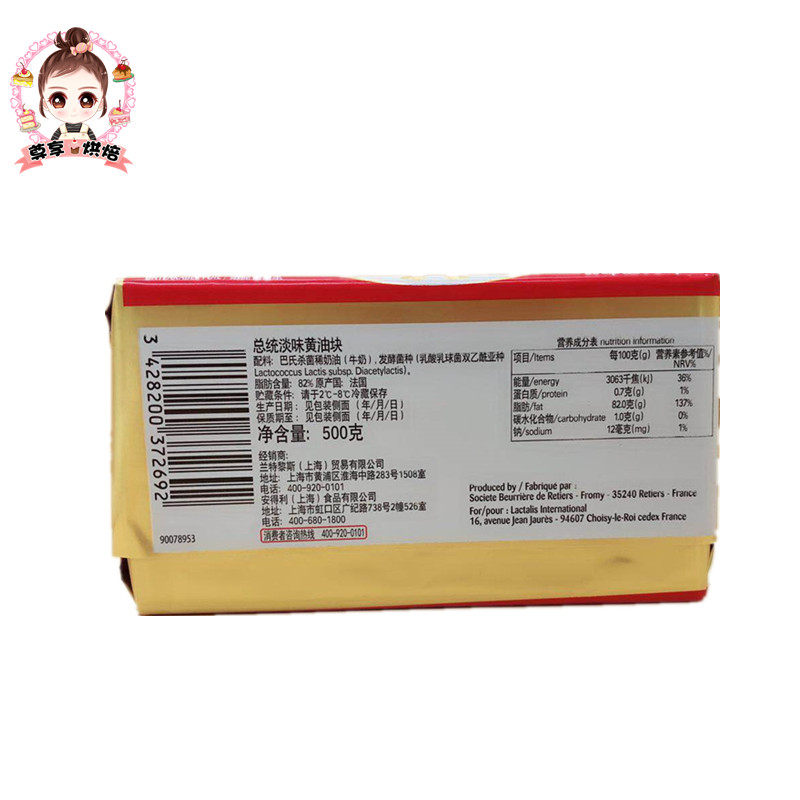 尊享烘焙
总统淡味黄油块
配料: 巴氏杀菌稀奶油 (牛奶), 发酵菌种 (乳酸乳球菌双乙酰亚种
Lactococcus Lactis subsp. Diacetylactis)。
脂肪含量: 82% 原产国: 法国
贮藏条件: 请于2℃-8℃冷藏保存
生产日期: 见包装侧面 (年/月/日)
保质期至: 见包装侧面 (年/月/日)
净含量: 500克
经销商:
兰特黎斯 (上海) 贸易有限公司
地址: 上海市黄浦区淮海中路283号1508室
电话: 400-920-0101
安得利 (上海) 食品有限公司
地址: 上海市虹口区广纪路738号2幢526室
电话: 400-680-1800
消费者咨询热线 400-920-0101
3 428200 372692
90078953
营养成分表 nutrition information
项目/Items 每100克(g) 营养素参考值%/
NRV%
能量/energy 3063千焦(kJ) 36%
蛋白质/protein 0.7克(g) 1%
脂肪/fat 82.0克(g) 137%
碳水化合物/carbohydrate 1.0克(g) 0%
钠/sodium 12毫克(mg) 1%
Produced by / Fabriqué par :
Societe Beurrière de Retiers - Fromy - 35240 Retiers - France
For/pour : Lactalis International
16, avenue Jean Jaurès - 94607 Choisy-le-Roi cedex France